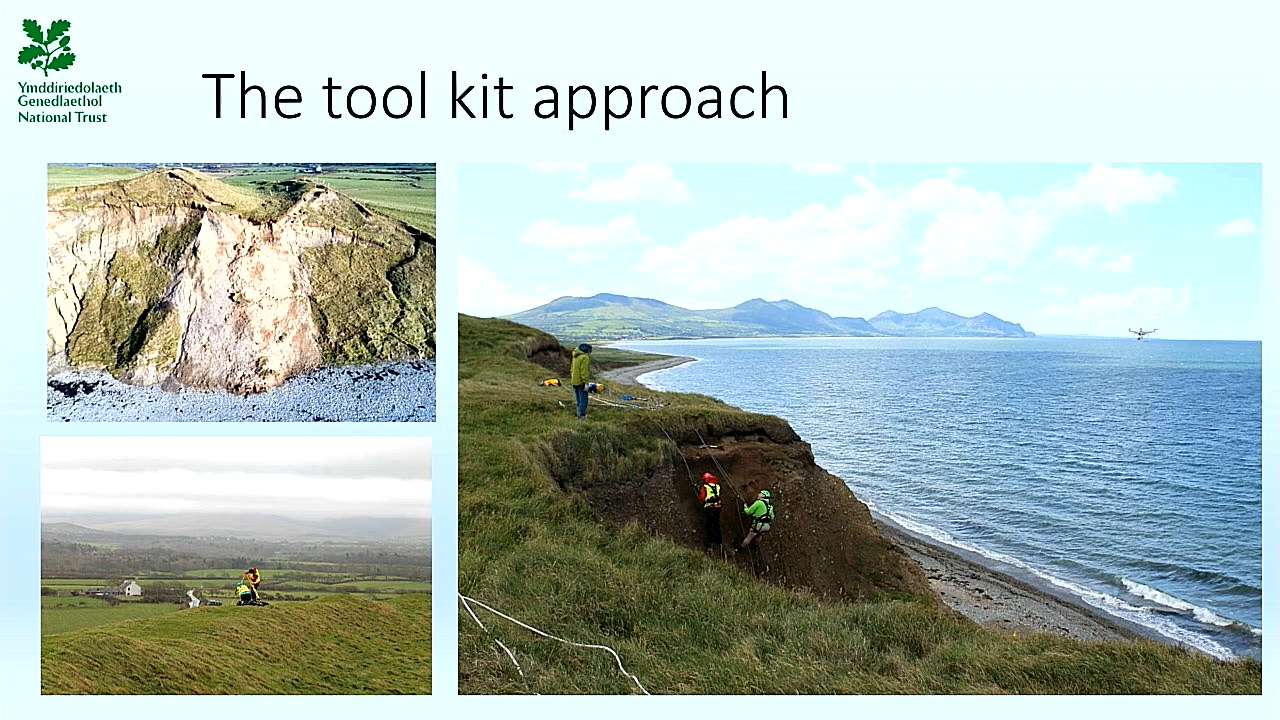 Ymddiriedolaeth
Genedlaethol
National Trust
The tool kit approach